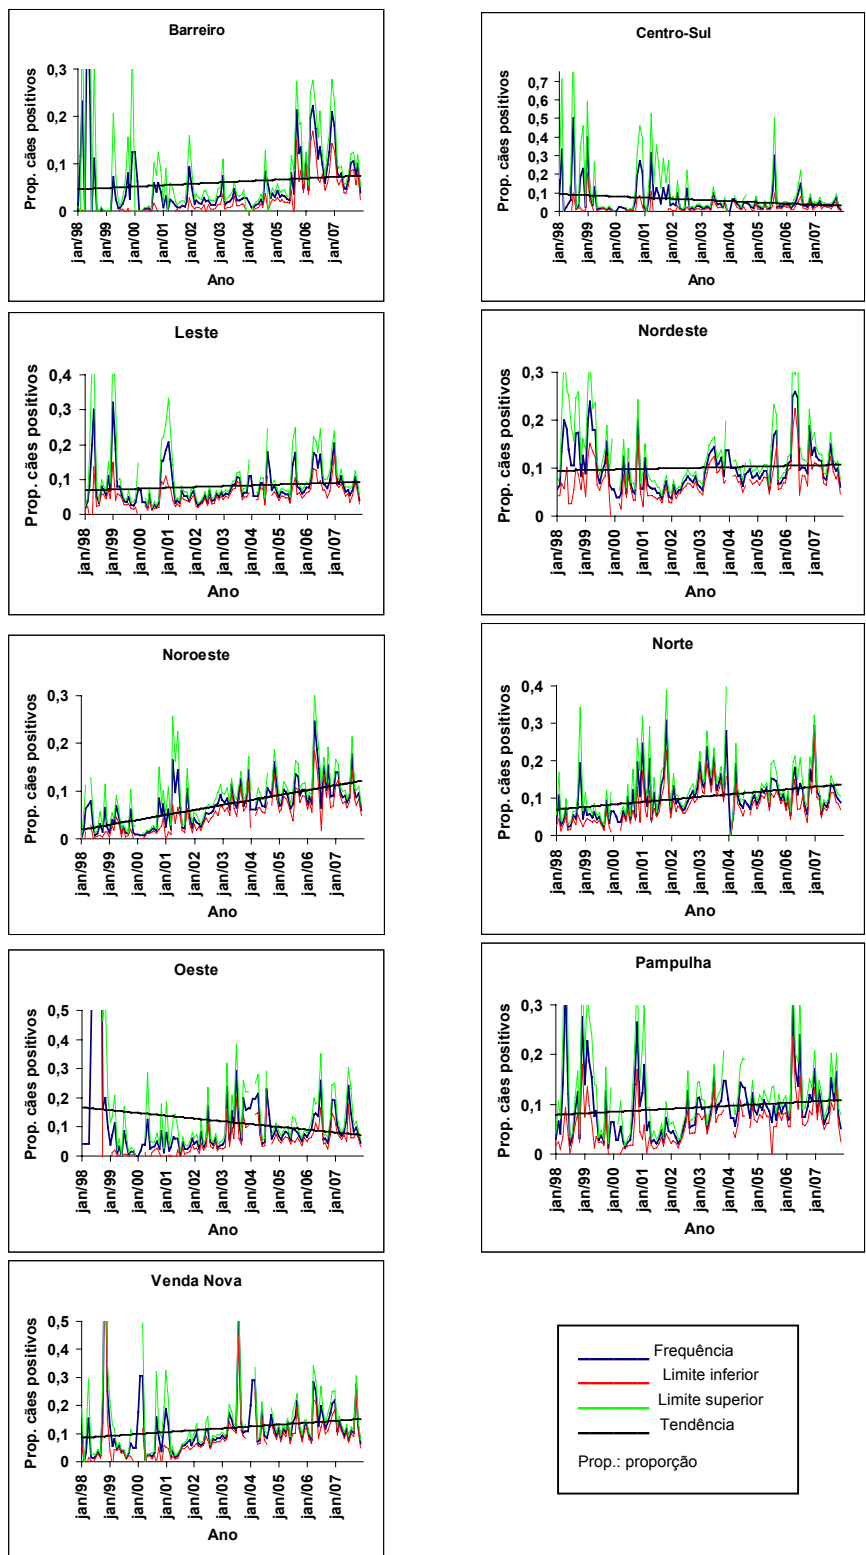 Barreiro
Prop. cães positivos
0,3
0,2
0,1
0
jan/98
jan/99
jan/00
jan/01
jan/02
jan/03
jan/04
jan/05
jan/06
jan/07
Ano
Centro-Sul
Prop. cães positivos
0,7
0,6
0,5
0,4
0,3
0,2
0,1
0
jan/98
jan/99
jan/00
jan/01
jan/02
jan/03
jan/04
jan/05
jan/06
jan/07
Ano
Leste
Prop. cães positivos
0,4
0,3
0,2
0,1
0
jan/98
jan/99
jan/00
jan/01
jan/02
jan/03
jan/04
jan/05
jan/06
jan/07
Ano
Nordeste
Prop. cães positivos
0,3
0,2
0,1
0
jan/98
jan/99
jan/00
jan/01
jan/02
jan/03
jan/04
jan/05
jan/06
jan/07
Ano
Noroeste
Prop. cães positivos
0,3
0,2
0,1
0
jan/98
jan/99
jan/00
jan/01
jan/02
jan/03
jan/04
jan/05
jan/06
jan/07
Ano
Norte
Prop. cães positivos
0,4
0,3
0,2
0,1
0
jan/98
jan/99
jan/00
jan/01
jan/02
jan/03
jan/04
jan/05
jan/06
jan/07
Ano
Oeste
Prop. cães positivos
0,5
0,4
0,3
0,2
0,1
0
jan/98
jan/99
jan/00
jan/01
jan/02
jan/03
jan/04
jan/05
jan/06
jan/07
Ano
Pampulha
Prop. cães positivos
0,3
0,2
0,1
0
jan/98
jan/99
jan/00
jan/01
jan/02
jan/03
jan/04
jan/05
jan/06
jan/07
Ano
Venda Nova
Prop. cães positivos
0,5
0,4
0,3
0,2
0,1
0
jan/98
jan/99
jan/00
jan/01
jan/02
jan/03
jan/04
jan/05
jan/06
jan/07
Ano
Frequência
Limite inferior
Limite superior
Tendência
Prop.: proporção